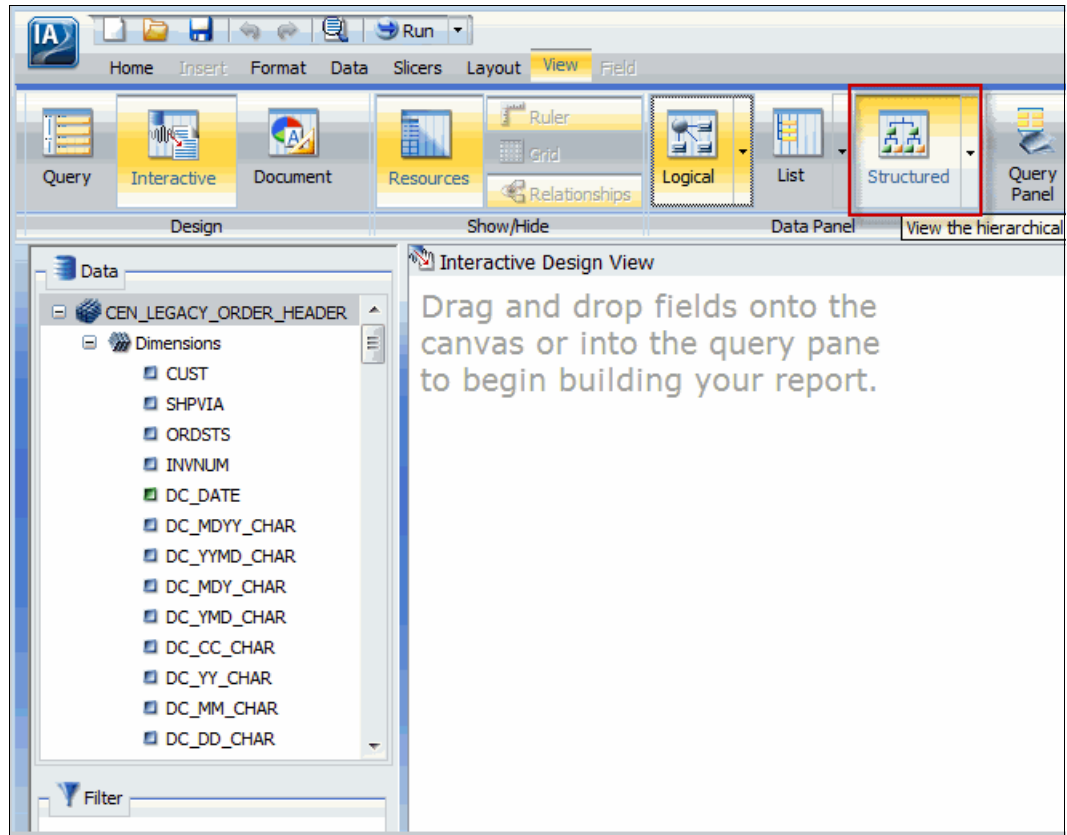 IA
Run
Home Insert Format Data Slicers Layout View Field
Query
Interactive
Document
Resources
Ruler
Grid
Relationships
Logical
List
Structured
Query
Panel
Design
Show/Hide
Data Panel
View the hierarchical
Data
CEN_LEGACY_ORDER_HEADER
Dimensions
CUST
SHPVIA
ORDSTS
INVNUM
DC_DATE
DC_MDYY_CHAR
DC_YYMD_CHAR
DC_MDY_CHAR
DC_YMD_CHAR
DC_CC_CHAR
DC_YY_CHAR
DC_MM_CHAR
DC_DD_CHAR
Filter
Interactive Design View
Drag and drop fields onto the
canvas or into the query pane
to begin building your report.